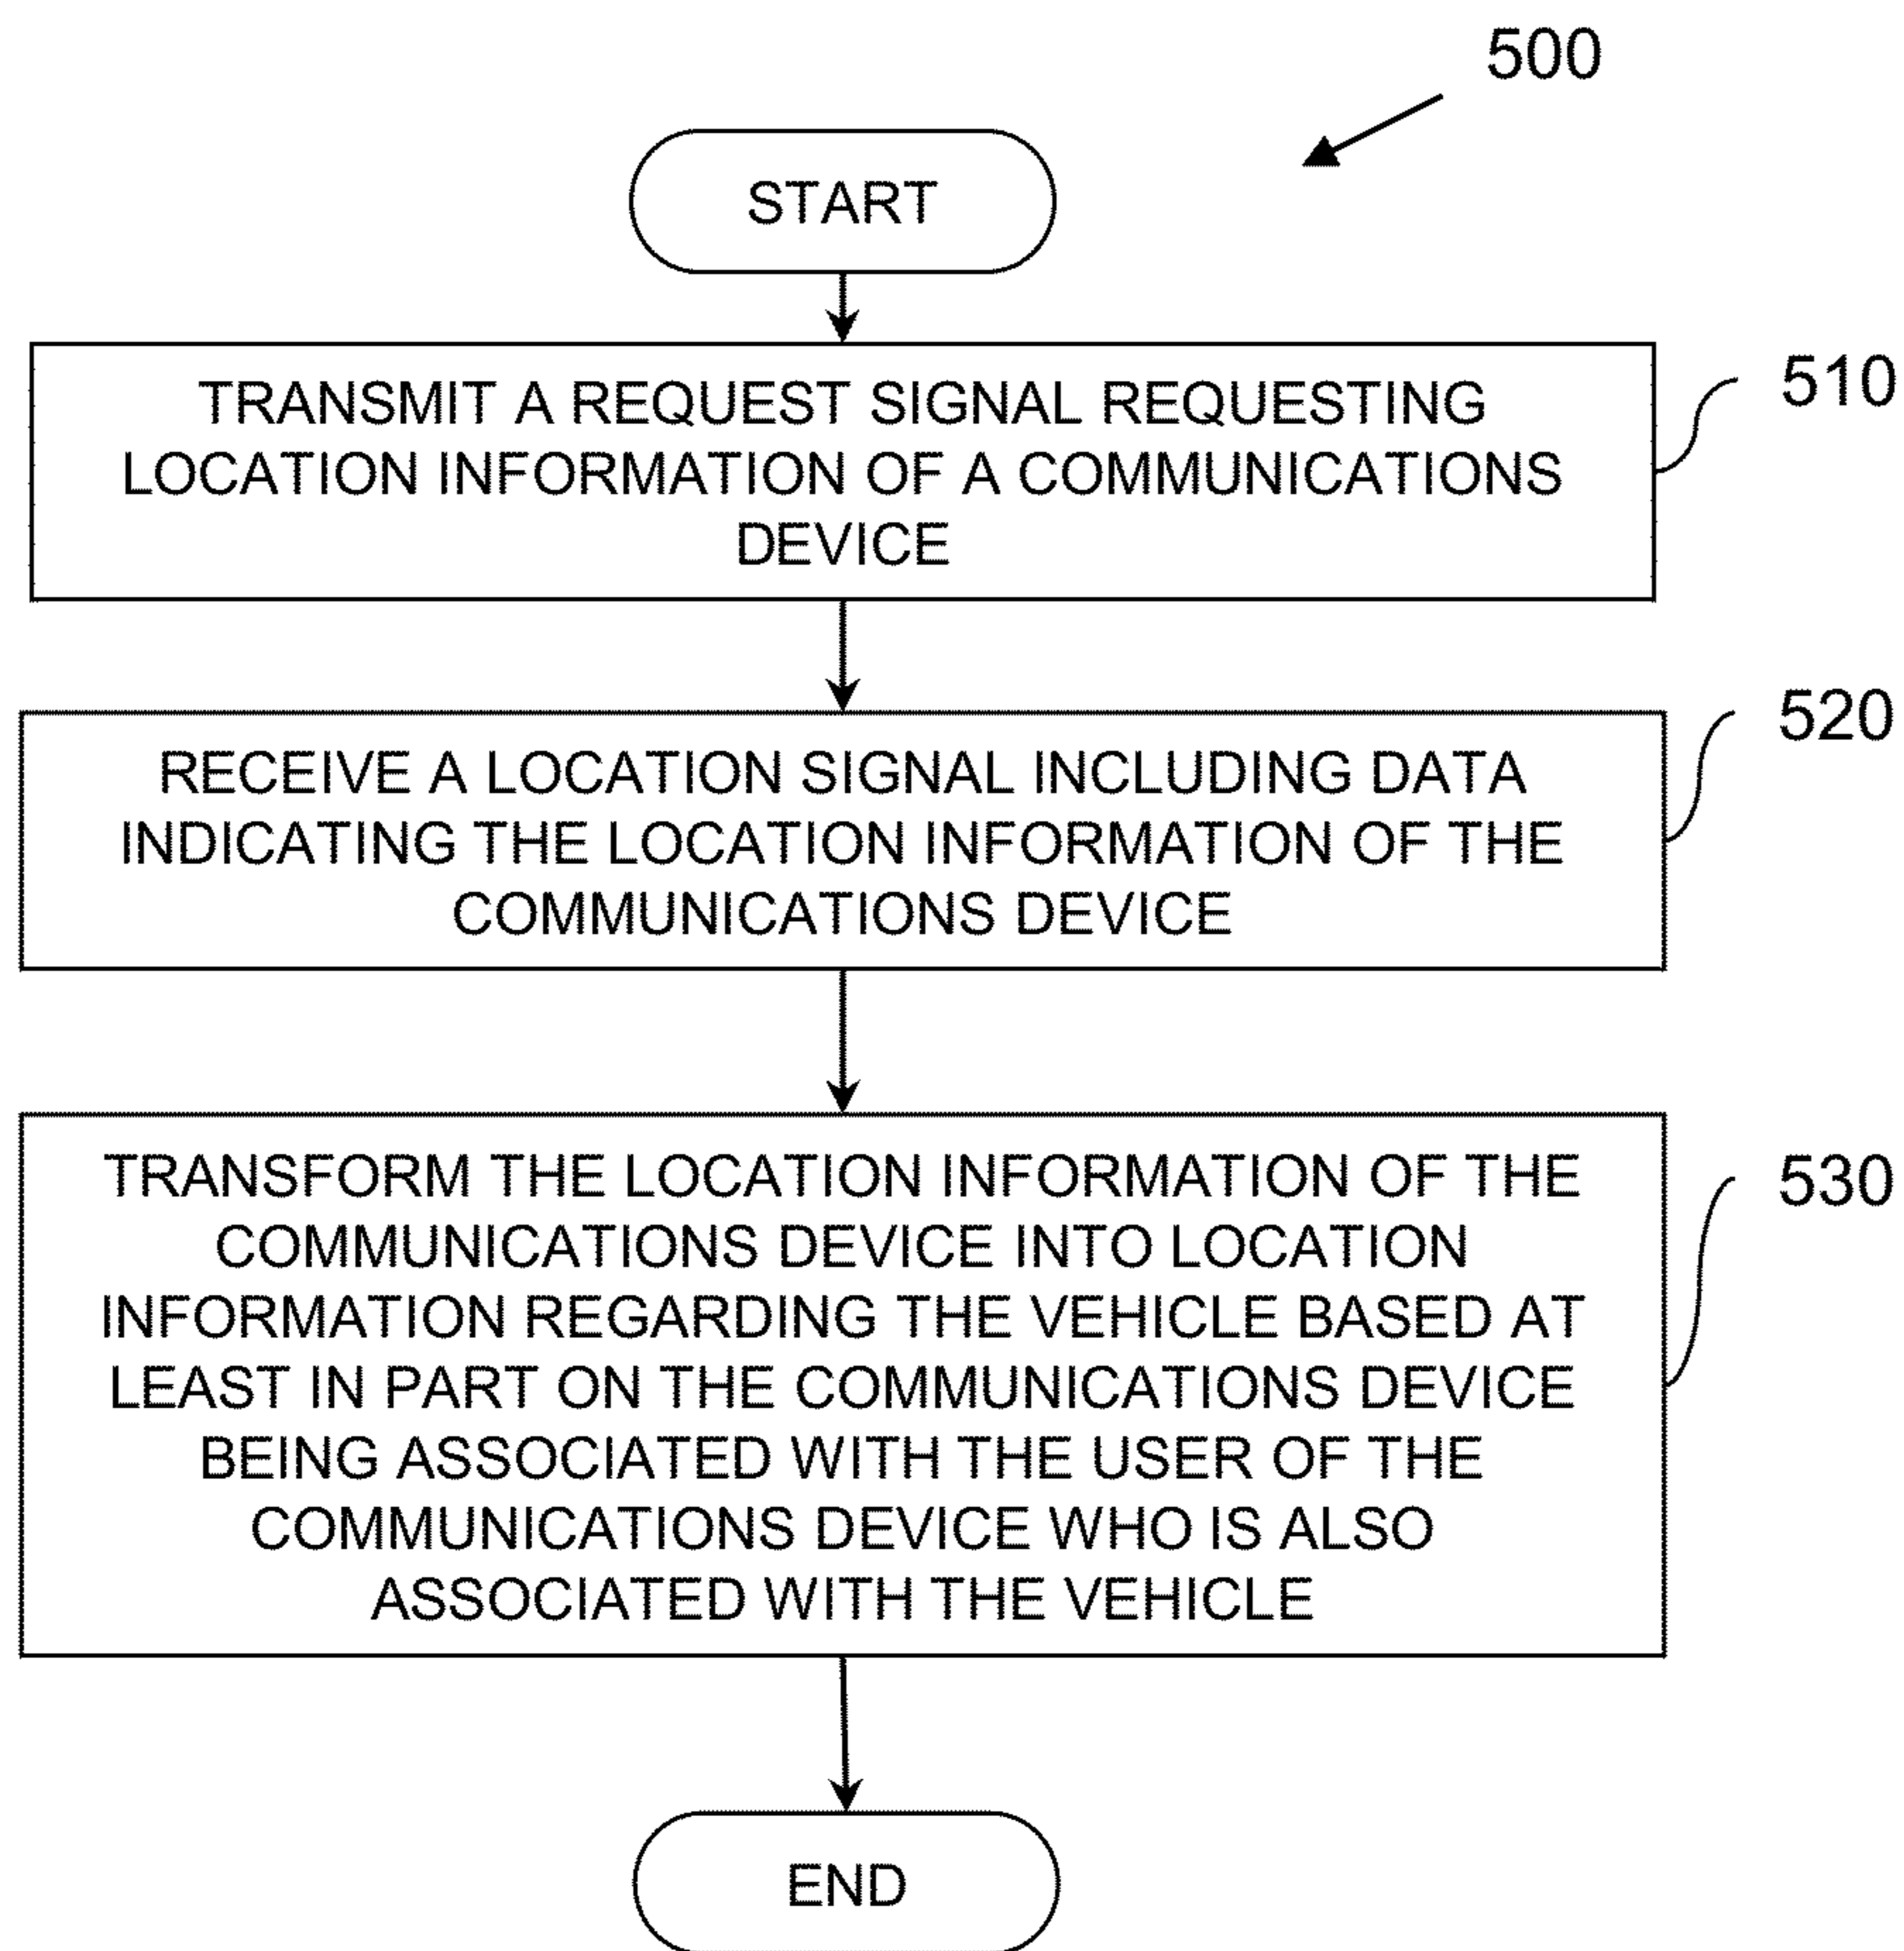 500
START
TRANSMIT A REQUEST SIGNAL REQUESTING
LOCATION INFORMATION OF A COMMUNICATIONS
DEVICE
510
RECEIVE A LOCATION SIGNAL INCLUDING DATA
INDICATING THE LOCATION INFORMATION OF THE
COMMUNICATIONS DEVICE
520
TRANSFORM THE LOCATION INFORMATION OF THE
COMMUNICATIONS DEVICE INTO LOCATION
INFORMATION REGARDING THE VEHICLE BASED AT
LEAST IN PART ON THE COMMUNICATIONS DEVICE
BEING ASSOCIATED WITH THE USER OF THE
COMMUNICATIONS DEVICE WHO IS ALSO
ASSOCIATED WITH THE VEHICLE
530
END